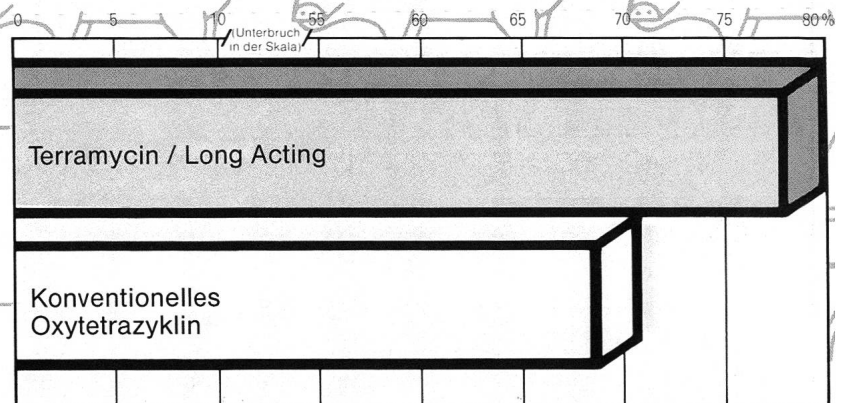 0 5 10 (Unterbruch 55 60 65 70 75 80%
in der Skala)
Terramycin / Long Acting
Konventionelles
Oxytetrazyklin